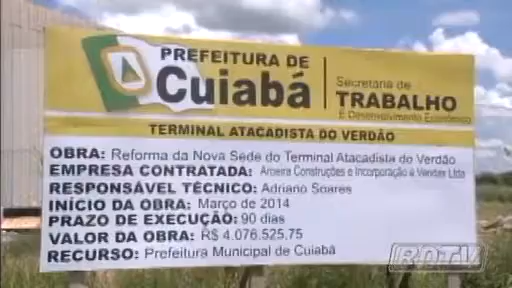 PREFEITURA DE
Cuiabá
Secretaria de
TRABALHO
E Desenvolvimento Econômico
TERMINAL ATACADISTA DO VERDÃO
OBRA: Reforma da Nova Sede do Terminal Atacadista do Verdão
EMPRESA CONTRATADA: Aroeira Construções e Incorporação e Vendas Ltda
RESPONSÁVEL TÉCNICO: Adriano Soares
INÍCIO DA OBRA: Março de 2014
PRAZO DE EXECUÇÃO: 90 dias
VALOR DA OBRA: R$ 4.076.525,75
RECURSO: Prefeitura Municipal de Cuiabá
RDTV